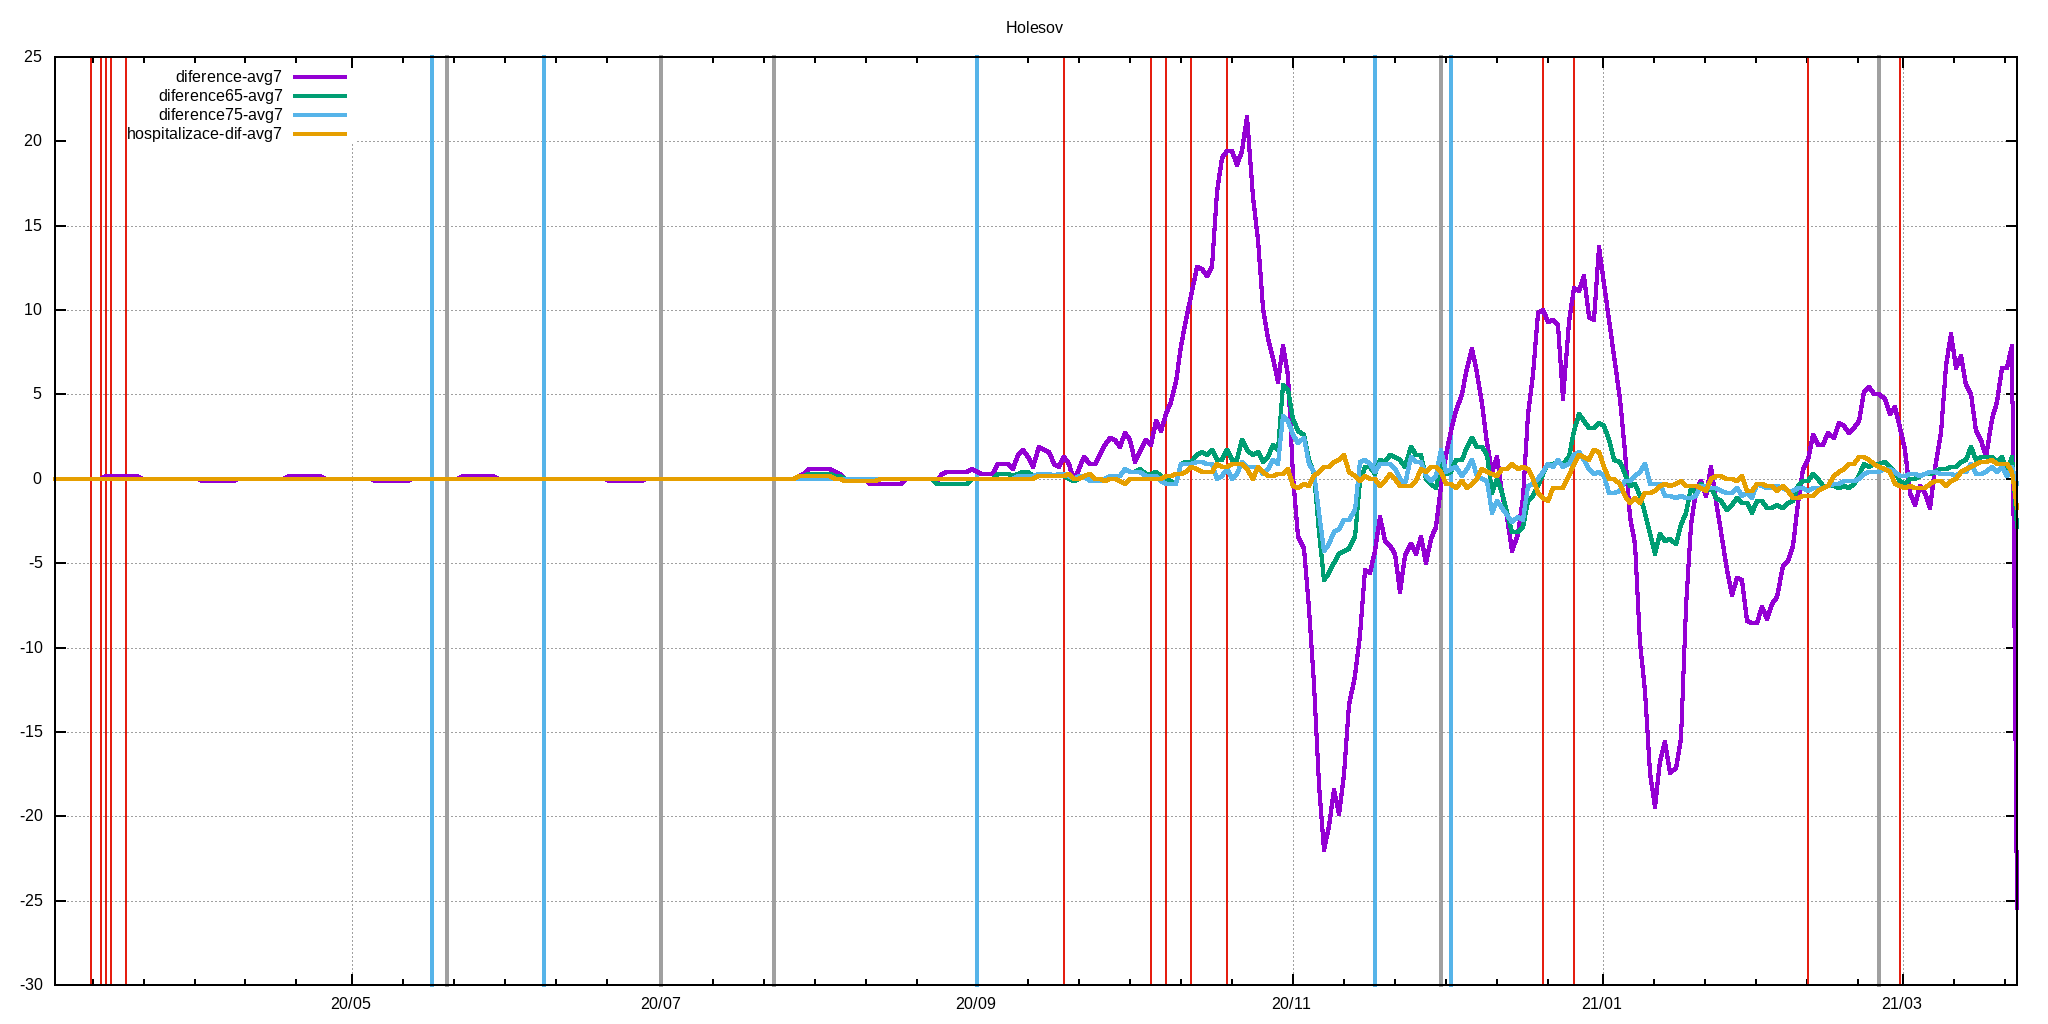 Holesov
diference-avg7
diference65-avg7
diference75-avg7
hospitalizace-dif-avg7
25
20
15
10
5
0
-5
-10
-15
-20
-25
-30
20/05 20/07 20/09 20/11 21/01 21/03